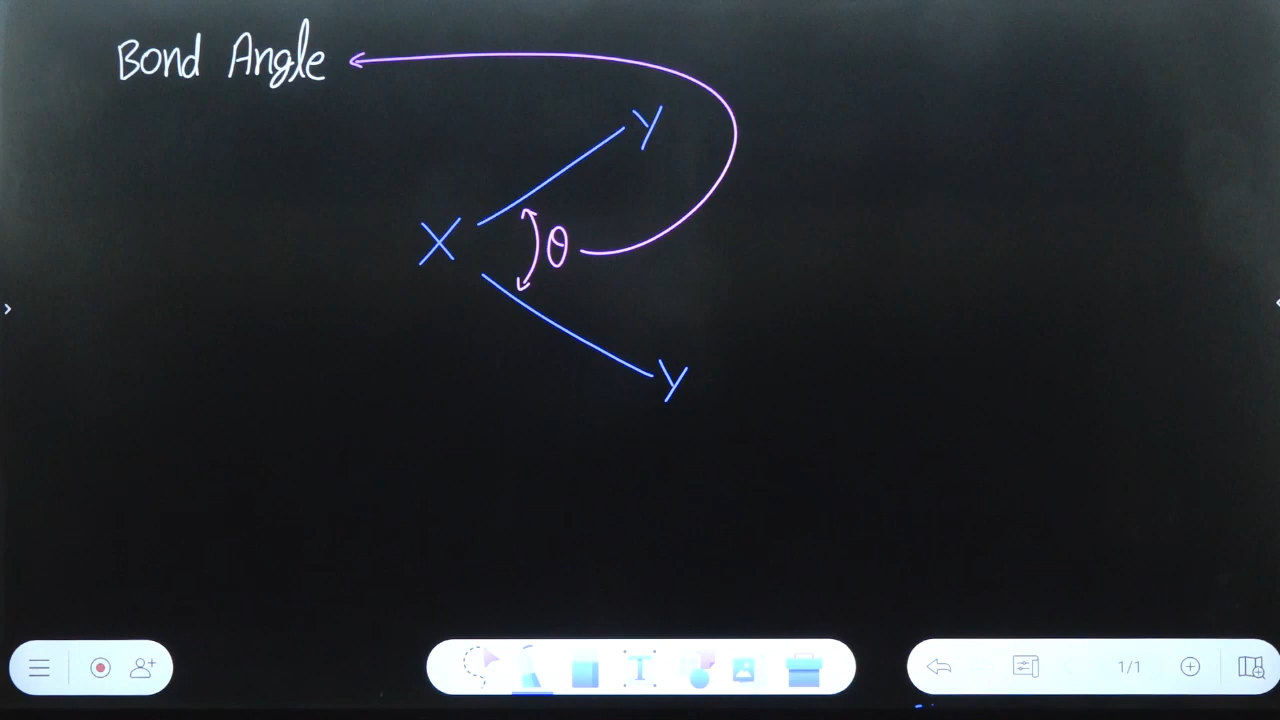 Bond Angle
Y
X θ
Y
T 1/1